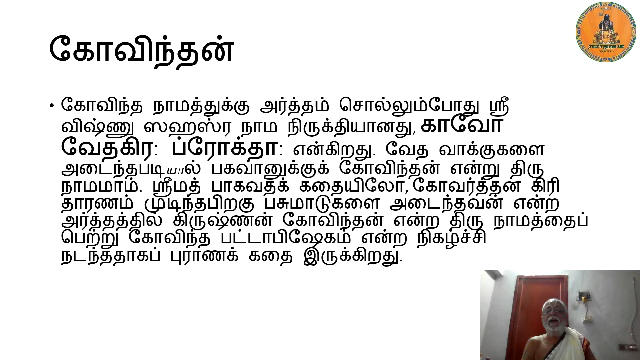 கோவிந்தன்
• கோவிந்த நாமத்துக்கு அர்த்தம் சொல்லும்போது ஸ்ரீ
விஷ்ணு ஸஹஸ்ர நாம நிருக்தியானது, காவோ
வேதகிர: ப்ரோக்தா: என்கிறது. வேத வாக்குகளை
அடைந்தபடியால் பகவானுக்குக் கோவிந்தன் என்று திரு
நாமமாம். ஸ்ரீமத் பாகவதக் கதையிலோ, கோவர்த்தன கிரி
தாரணம் முடிந்தபிறகு பசுமாடுகளை அடைந்தவன் என்ற
அர்த்தத்தில் கிருஷ்ணன் கோவிந்தன் என்ற திரு நாமத்தைப்
பெற்று கோவிந்த பட்டாபிஷேகம் என்ற நிகழ்ச்சி
நடந்ததாகப் புராணக் கதை இருக்கிறது.